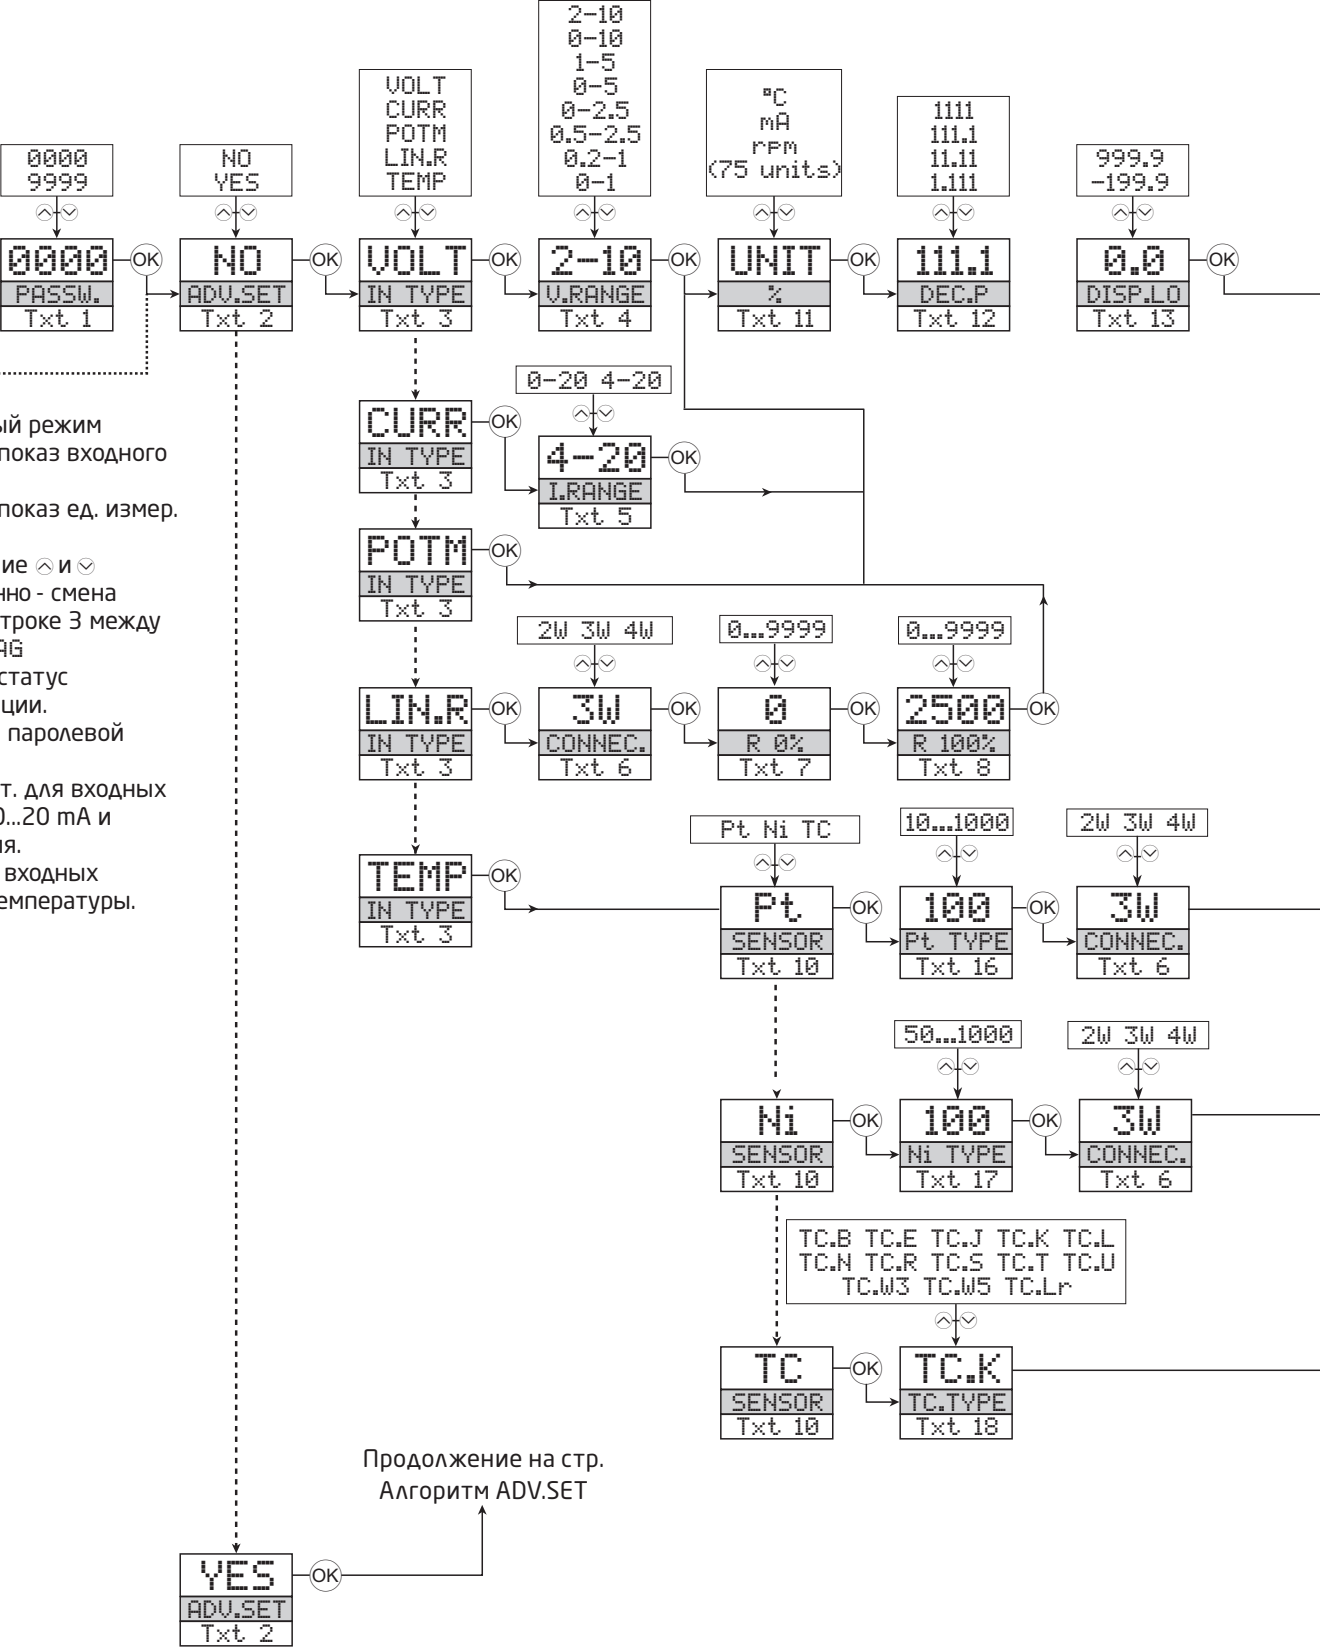 2-10
0-10
1-5
0-5
0-2.5
0.5-2.5
0.2-1
0-1
VOLT
CURR
POTM
LIN.R
TEMP
°C
mA
rpm
(75 units)
1111
111.1
11.11
1.111
0000
9999
NO
YES
999.9
-199.9
0000 OK NO OK VOLT OK 2-10 OK UNIT OK 111.1 0.0 OK
PASSW. ADV.SET IN TYPE V.RANGE % DEC.P DISP.LO
Txt 1 Txt 2 Txt 3 Txt 4 Txt 11 Txt 12 Txt 13
0-20 4-20
CURR OK
IN TYPE
Txt 3
4-20 OK
I.RANGE
Txt 5
ый режим
показ входного
показ ед. измер.
ие и
нно - смена
троке 3 между
AG
статус
ции.
паролевой
т. для входных
0...20 mA и
ия.
входных
емпературы.
POTM OK
IN TYPE
Txt 3
2W 3W 4W 0...9999 0...9999
LIN.R OK 3W OK 0 OK 2500 OK
IN TYPE CONNEC. R 0% R 100%
Txt 3 Txt 6 Txt 7 Txt 8
TEMP OK
IN TYPE
Txt 3
Pt Ni TC 10...1000 2W 3W 4W
Pt OK 100 OK 3W
SENSOR Pt TYPE CONNEC.
Txt 10 Txt 16 Txt 6
50...1000 2W 3W 4W
Ni OK 100 OK 3W
SENSOR Ni TYPE CONNEC.
Txt 10 Txt 17 Txt 6
TC.B TC.E TC.J TC.K TC.L
TC.N TC.R TC.S TC.T TC.U
TC.W3 TC.W5 TC.Lr
TC OK TC.K
SENSOR TC.TYPE
Txt 10 Txt 18
Продолжение на стр.
Алгоритм ADV.SET
YES OK
ADV.SET
Txt 2